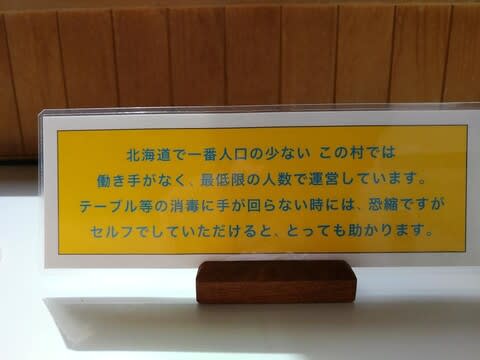 北海道で一番人口の少ない この村では
働き手がなく、最低限の人数で運営しています。
テーブル等の消毒に手が回らない時には、恐縮ですが
セルフでしていただけると、とっても助かります。